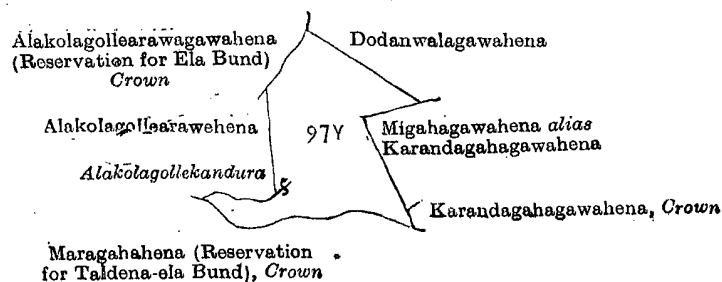 Alakolagollearawagawahena
(Reservation for Ela Bund)
Crown
Dodanwalagawahena
Alakolagollearawehena
97Y
Migahagawahena alias
Karandagahagawahena
Alakolagollekandura
Karandagahagawahena, Crown
Maragahahena (Reservation
for Taldena-ela Bund), Crown